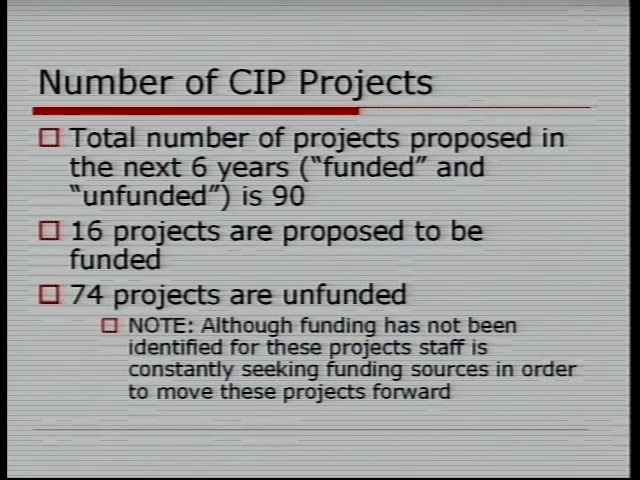 Number of CIP Projects
Total number of projects proposed in
the next 6 years (“funded” and
“unfunded”) is 90
16 projects are proposed to be
funded
74 projects are unfunded
NOTE: Although funding has not been
identified for these projects staff is
constantly seeking funding sources in order
to move these projects forward